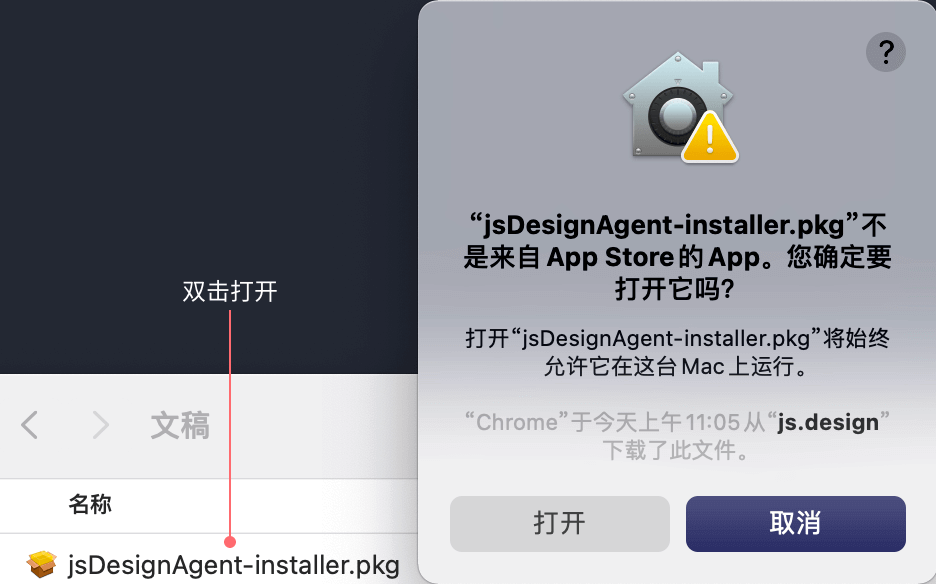 双击打开
文稿
名称
jsDesignAgent-installer.pkg
?
“jsDesignAgent-installer.pkg”不
是来自 App Store 的 App。您确定要
打开它吗?
打开“jsDesignAgent-installer.pkg”将始终
允许它在这台 Mac 上运行。
“Chrome”于今天上午 11:05 从“js.design”
下载了此文件。
打开
取消